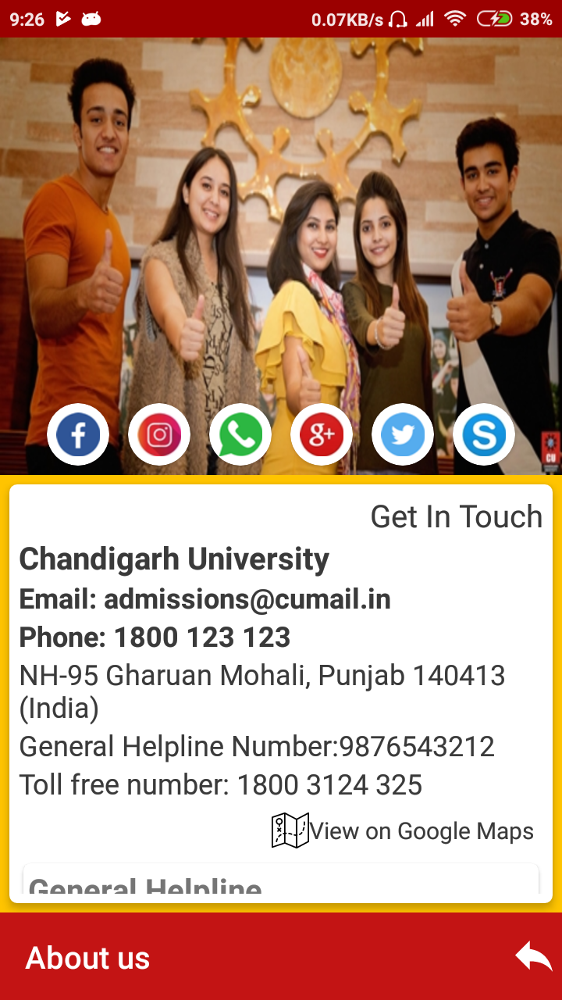 9:26
0.07KB/s
38%
f
8+
S
CU
Get In Touch
Chandigarh University
Email: admissions@cumail.in
Phone: 1800 123 123
NH-95 Gharuan Mohali, Punjab 140413
(India)
General Helpline Number:9876543212
Toll free number: 1800 3124 325
View on Google Maps
General Helpline
About us